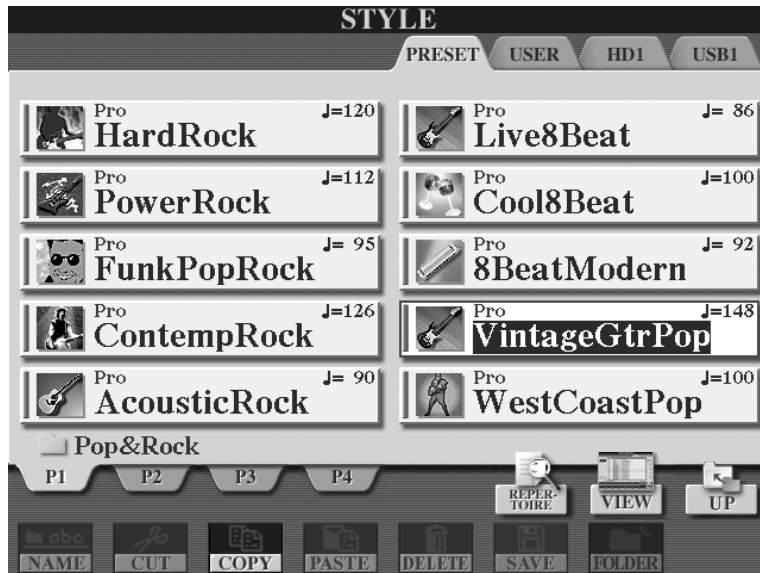 STYLE
PRESET USER HD1 USB1
Pro ♩=120
HardRock
Pro ♩= 86
Live8Beat
Pro ♩=112
PowerRock
Pro ♩=100
Cool8Beat
Pro ♩= 95
FunkPopRock
Pro ♩= 92
8BeatModern
Pro ♩=126
ContempRock
Pro ♩=148
VintageGtrPop
Pro ♩= 90
AcousticRock
Pro ♩=100
WestCoastPop
Pop&Rock
P1 P2 P3 P4
REPER-
TOIRE
VIEW
UP
abc
NAME CUT COPY PASTE DELETE SAVE FOLDER